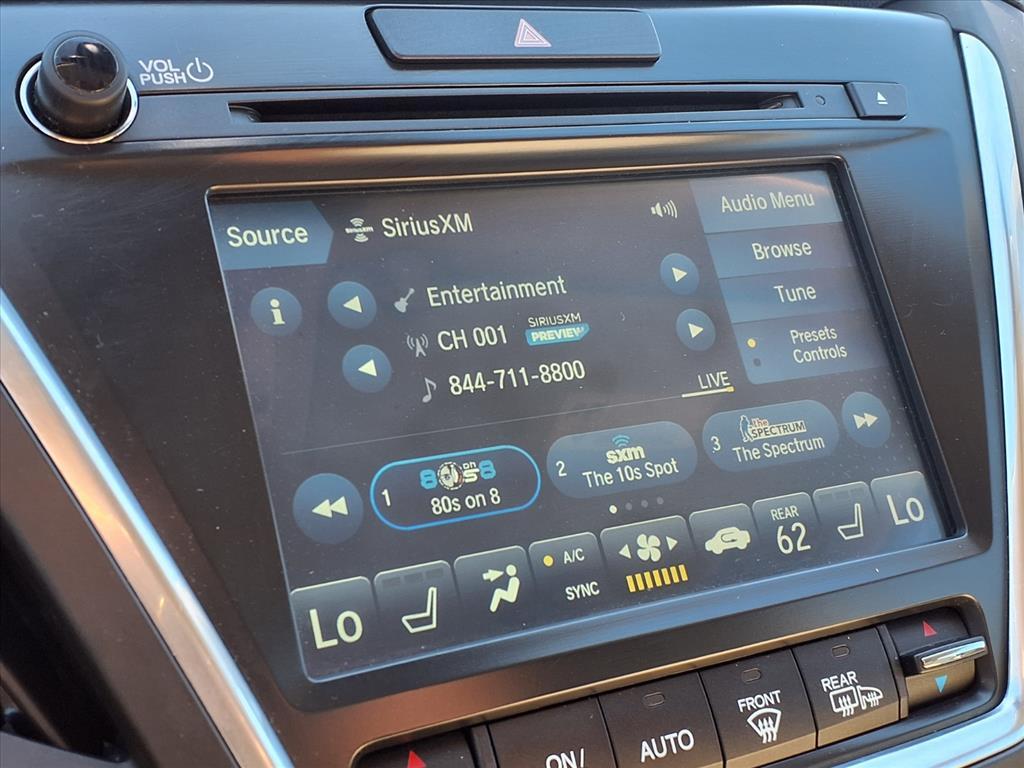 VOL
PUSH
Source
SiriusXM
Audio Menu
Browse
Tune
Presets
Controls
i
Entertainment
CH 001
SIRIUSXM
PREVIEW
844-711-8800
LIVE
1
80s on 8
2
sxm
The 10s Spot
3
The
SPECTRUM
The Spectrum
Lo
A/C
SYNC
REAR
62
Lo
ON/
AUTO
FRONT
REAR